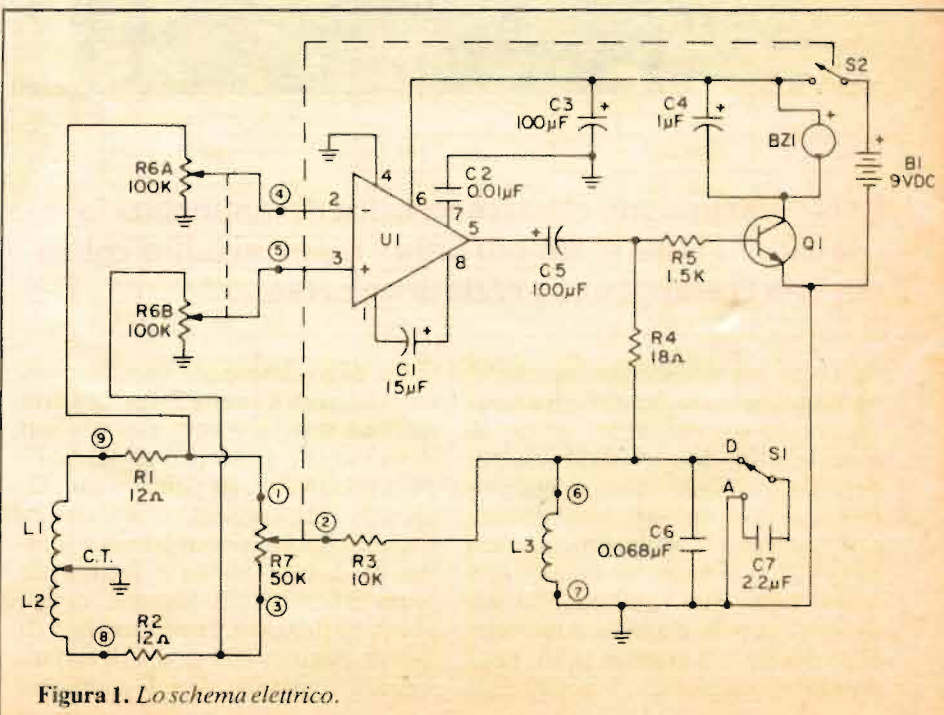 S2
C3
100µF
C4
1µF
BZ1
+
B1
9VDC
R6A
100K
4
2
4
U1
6
C2
0.01µF
7
5
8
+
C5
100µF
R5
1.5K
Q1
5
3
+
1
R6B
100K
C1
15µF
+
R4
18Ω
9
R1
12Ω
1
2
R3
10K
R7
50K
3
L1
C.T.
L2
8
R2
12Ω
6
L3
7
C6
0.068µF
D
S1
A
C7
2.2µF
Figura 1. Lo schema elettrico.